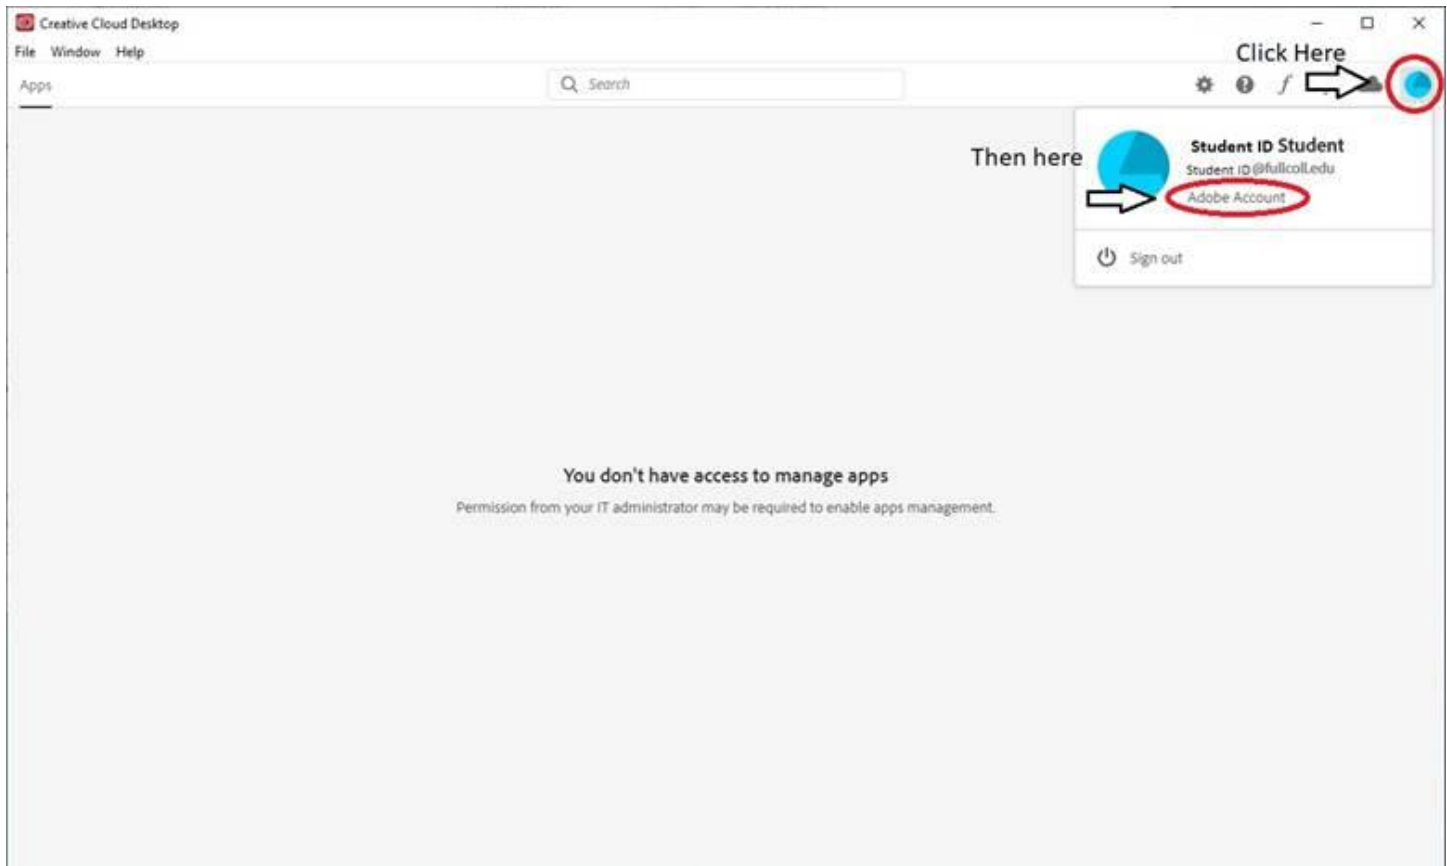 Creative Cloud Desktop
File Window Help
Click Here
Apps
Search
Then here
Student ID Student
Student ID@fullcoll.edu
Adobe Account
Sign out
You don't have access to manage apps
Permission from your IT administrator may be required to enable apps management.